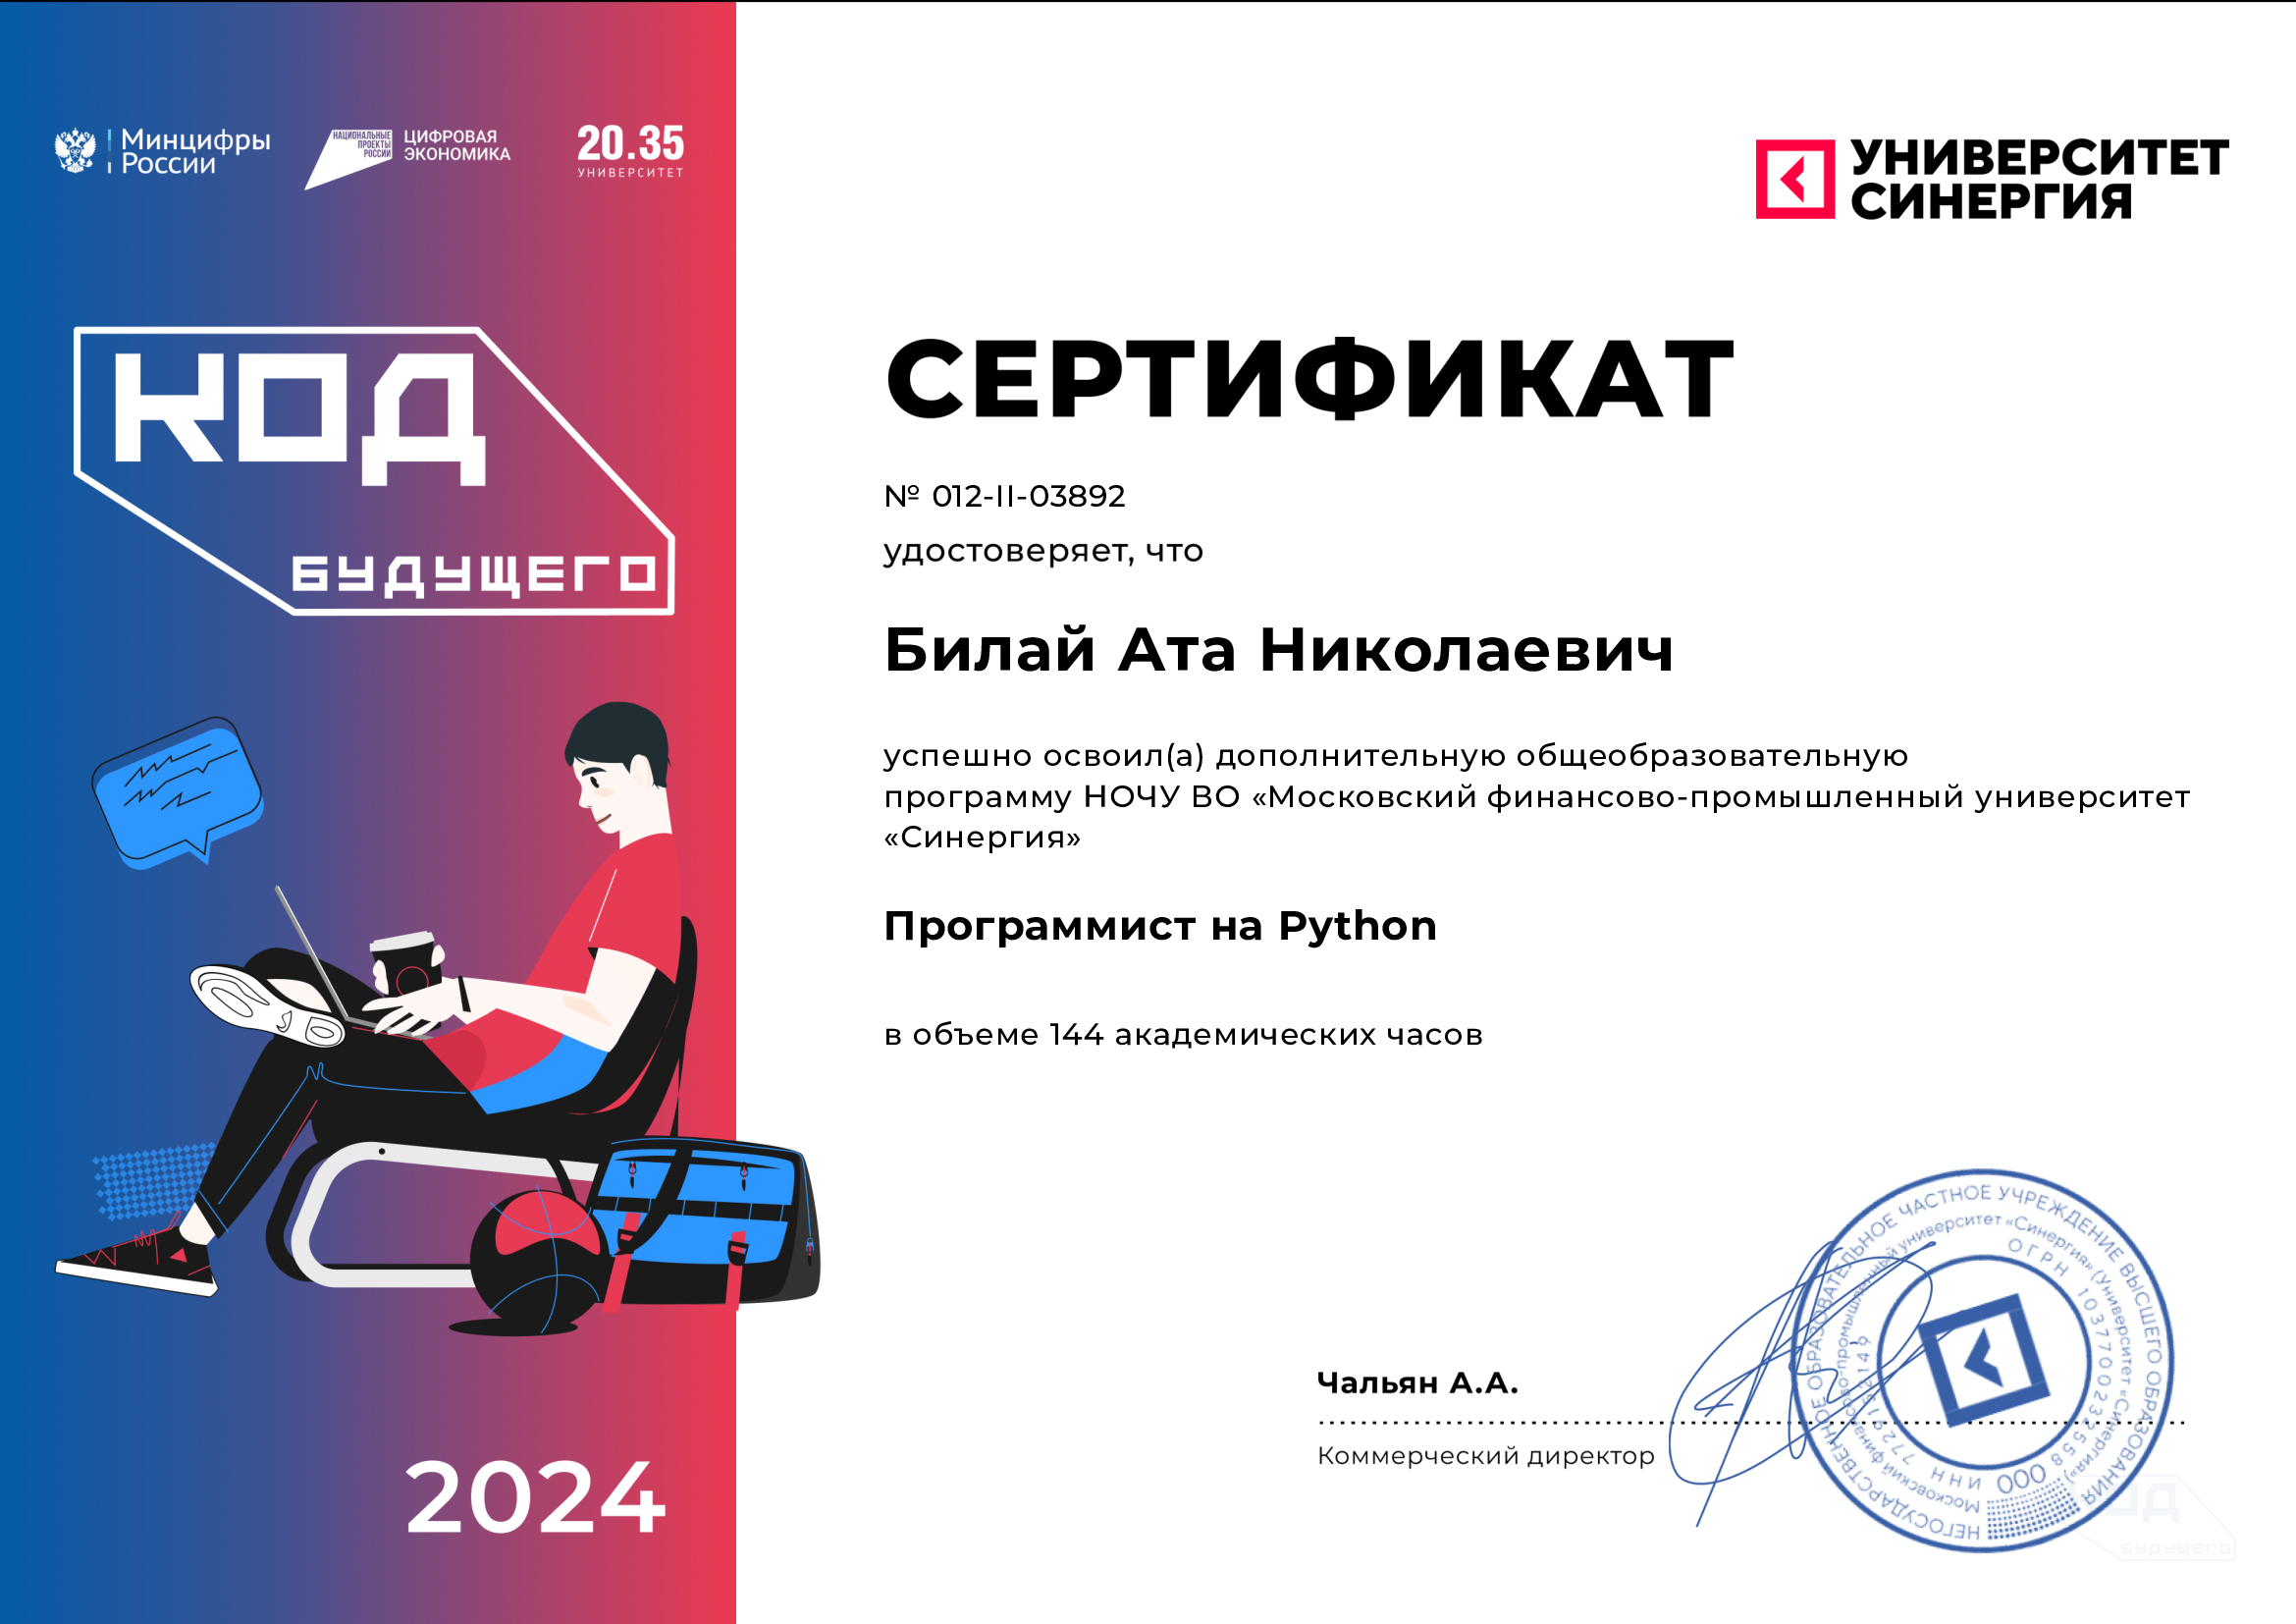 Минцифры
России
НАЦИОНАЛЬНЫЕ
ПРОЕКТЫ
РОССИИ
ЦИФРОВАЯ
ЭКОНОМИКА
20.35
УНИВЕРСИТЕТ
УНИВЕРСИТЕТ
СИНЕРГИЯ
КОД
БУДУЩЕГО
СЕРТИФИКАТ
№ 012-II-03892
удостоверяет, что
Билай Ата Николаевич
успешно освоил(а) дополнительную общеобразовательную
программу НОЧУ ВО «Московский финансово-промышленный университет
«Синергия»
Программист на Python
в объеме 144 академических часов
Чальян А.А.
Коммерческий директор
НЕГОСУДАРСТВЕННОЕ ОБРАЗОВАТЕЛЬНОЕ ЧАСТНОЕ УЧРЕЖДЕНИЕ ВЫСШЕГО ОБРАЗОВАНИЯ
Московский финансово-промышленный университет «Синергия» (Университет «Синергия»)
ИНН 7729152149
ОГРН 1037700232558
ООО
КОД
БУДУЩЕГО
2024